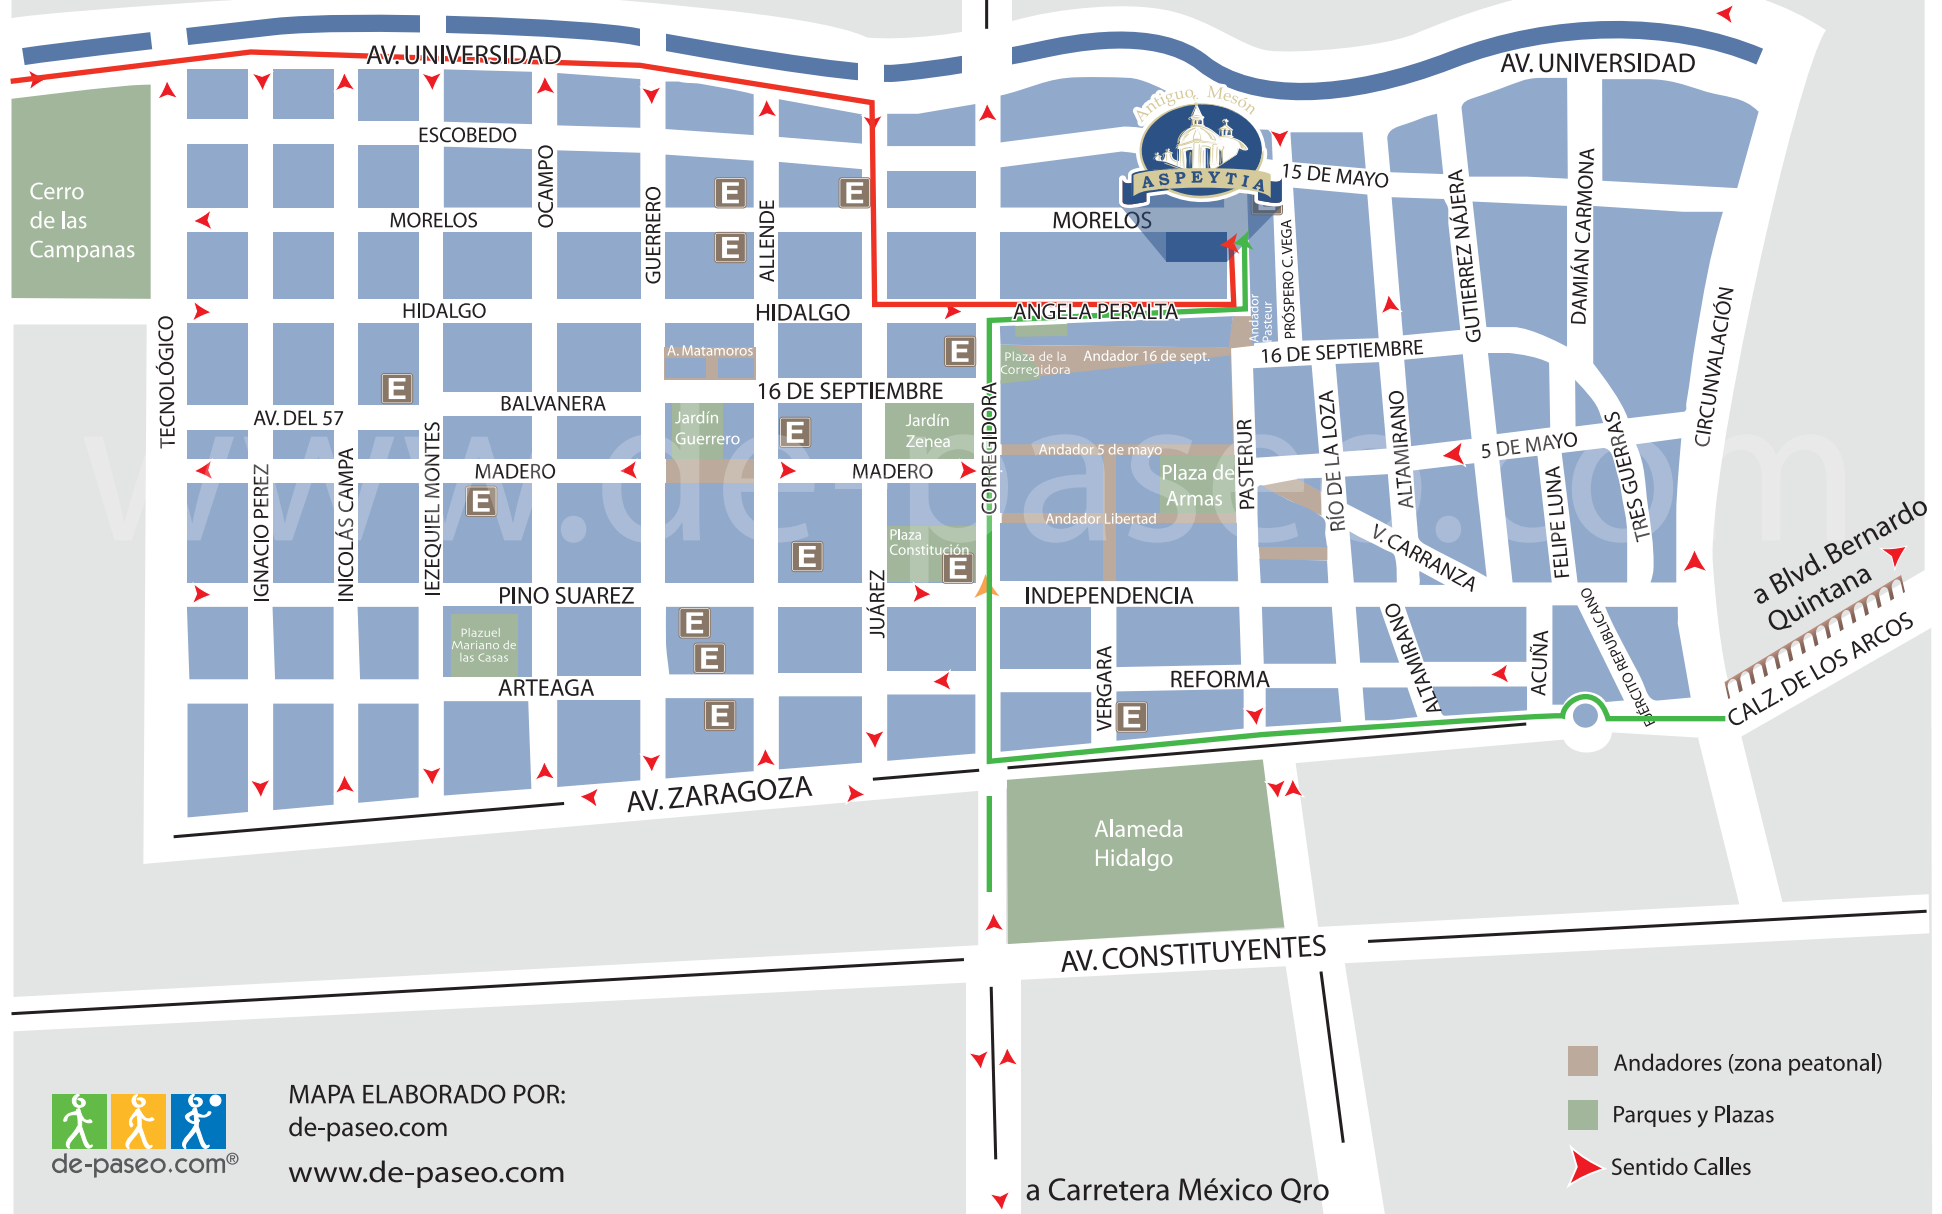 AV. UNIVERSIDAD
AV. UNIVERSIDAD
Antiguo Mesón
ASPEYTIA
ESCOBEDO
15 DE MAYO
Cerro
de las
Campanas
OCAMPO
GUERRERO
ALLENDE
MORELOS
MORELOS
PRÓSPERO C. VEGA
GUTIERREZ NÁJERA
DAMIÁN CARMONA
CIRCUNVALACIÓN
E
E
E
E
TECNOLÓGICO
HIDALGO
HIDALGO
ANGELA PERALTA
Andador
Pasteur
A. Matamoros
E
Plaza de la
Corregidora
Andador 16 de sept.
16 DE SEPTIEMBRE
E
16 DE SEPTIEMBRE
AV. DEL 57
BALVANERA
Jardín
Guerrero
E
Jardín
Zenea
CORREGIDORA
Andador 5 de mayo
Plaza de
Armas
PASTERUR
RÍO DE LA LOZA
ALTAMIRANO
5 DE MAYO
TRES GUERRAS
FELIPE LUNA
www.de-paseo.com
MADERO
MADERO
IGNACIO PEREZ
INICOLÁS CAMPA
IEZEQUIEL MONTES
E
Andador Libertad
Plaza
Constitución
E
E
V. CARRANZA
JUÁREZ
PINO SUAREZ
INDEPENDENCIA
a Blvd. Bernardo
Quintana
CALZ. DE LOS ARCOS
Plazuel
Mariano de
las Casas
E
E
E
ARTEAGA
VERGARA
REFORMA
ALTAMIRANO
ACUÑA
EJÉRCITO REPUBLICANO
E
AV. ZARAGOZA
Alameda
Hidalgo
AV. CONSTITUYENTES
Andadores (zona peatonal)
Parques y Plazas
Sentido Calles
MAPA ELABORADO POR:
de-paseo.com
www.de-paseo.com
de-paseo.com®
a Carretera México Qro